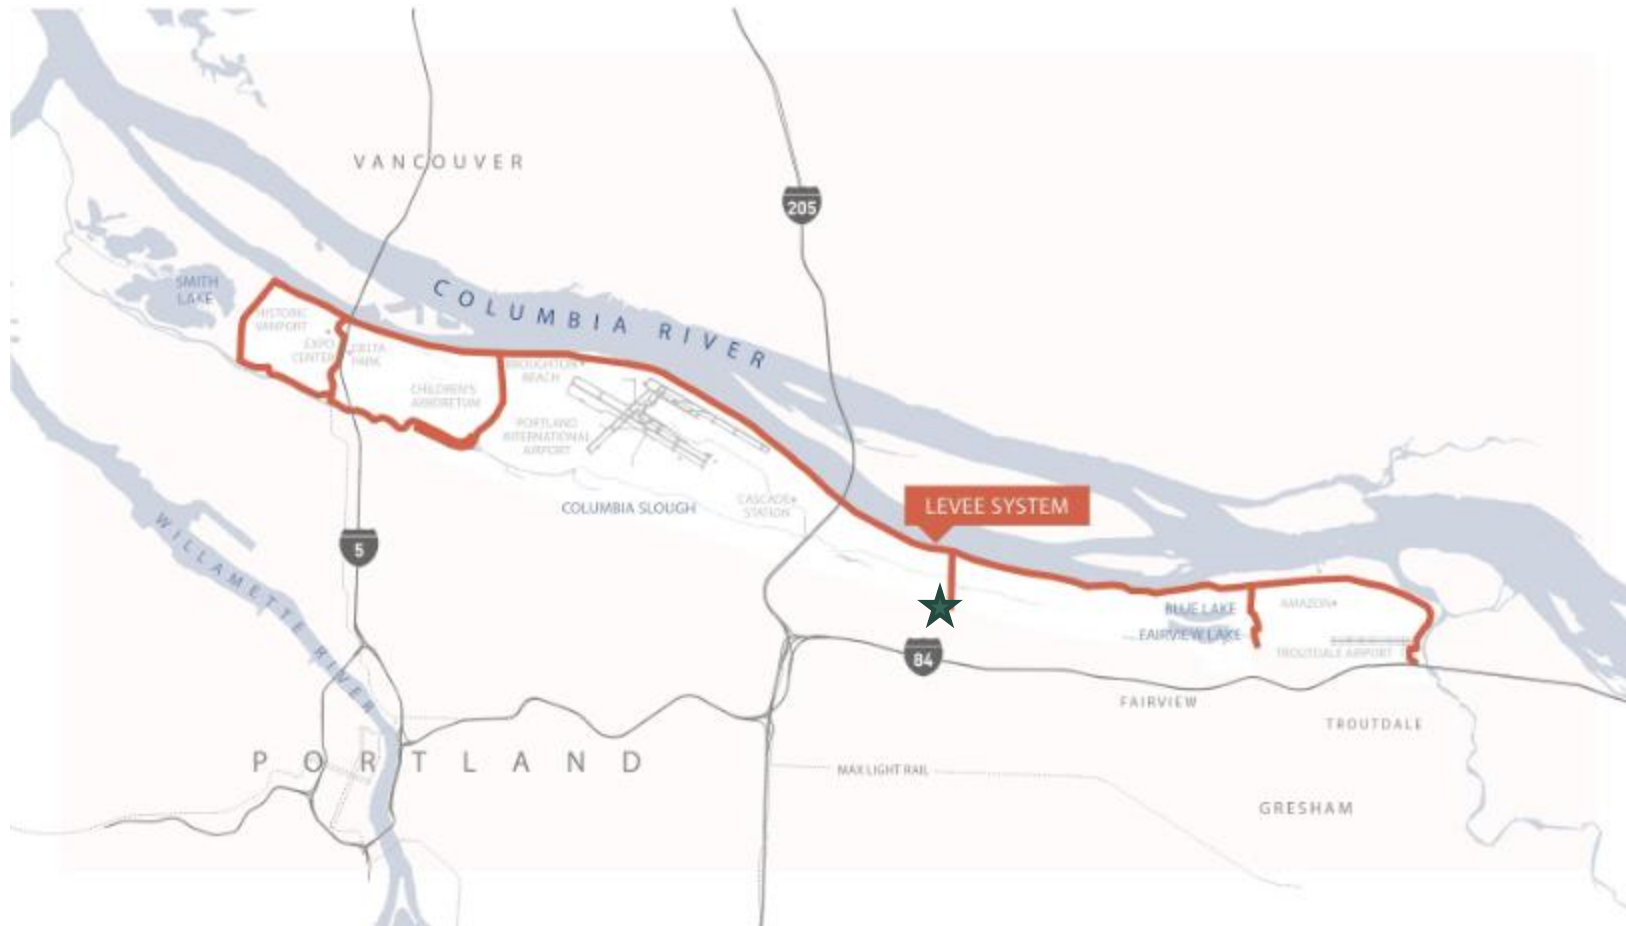 VANCOUVER
205
COLUMBIA RIVER
SMITH
LAKE
HISTORIC
VANPORT
EXPO
CENTER
DELTA
PARK
CHILDREN'S
ARBORETUM
BROUGHTON
BEACH
PORTLAND
INTERNATIONAL
AIRPORT
COLUMBIA SLOUGH
CASCADE
STATION
LEVEE SYSTEM
5
WILLAMETTE RIVER
84
BLUE LAKE
FAIRVIEW LAKE
AMAZON
TROUTDALE AIRPORT
FAIRVIEW
TROUTDALE
PORTLAND
MAX LIGHT RAIL
GRESHAM